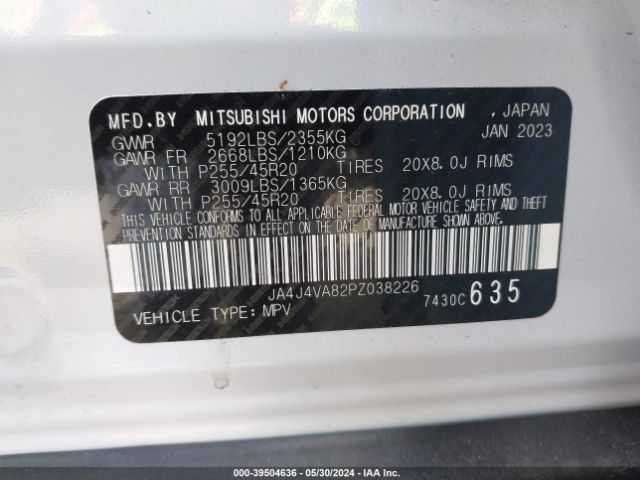 MFD.BY MITSUBISHI MOTORS CORPORATION , JAPAN
GVWR 5192LBS/2355KG JAN 2023
GAWR FR 2668LBS/1210KG
WITH P255/45R20 TIRES 20X8.0J RIMS
GAWR RR 3009LBS/1365KG
WITH P255/45R20 TIRES 20X8.0J RIMS
THIS VEHICLE CONFORMS TO ALL APPLICABLE FEDERAL MOTOR VEHICLE SAFETY AND THEFT
PREVENTION STANDARDS IN EFFECT ON THE DATE OF MANUFACTURE SHOWN ABOVE.
JA4J4VA82PZ038226
7430C 635
VEHICLE TYPE:MPV
000-39504636 - 05/30/2024 - IAA Inc.